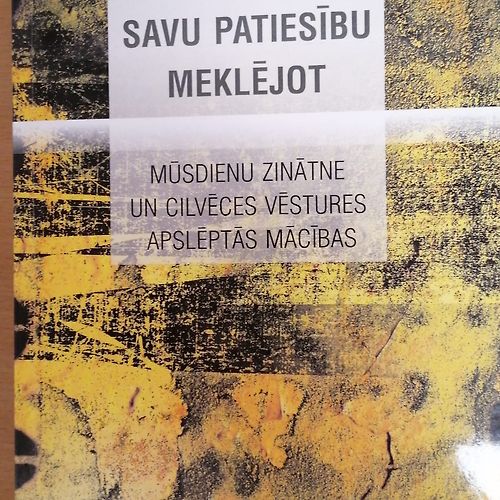 SAVU PATIESĪBU
MEKLĒJOT
MŪSDIENU ZINĀTNE
UN CILVĒCES VĒSTURES
APSLĒPTĀS MĀCĪBAS